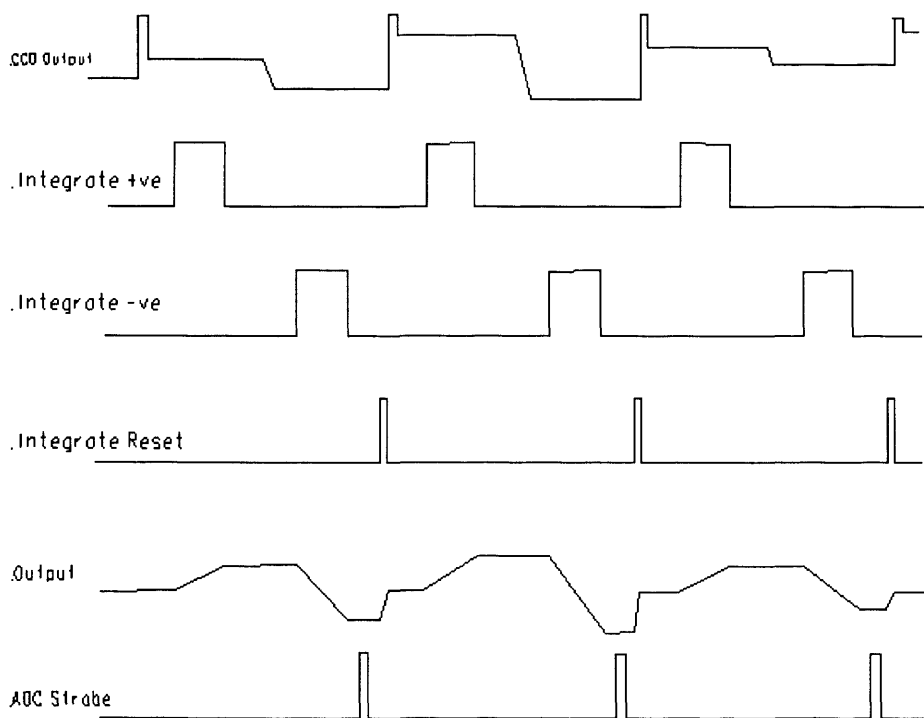 .CCD Output
.Integrate +ve
.Integrate -ve
.Integrate Reset
.Output
.ADC Strobe